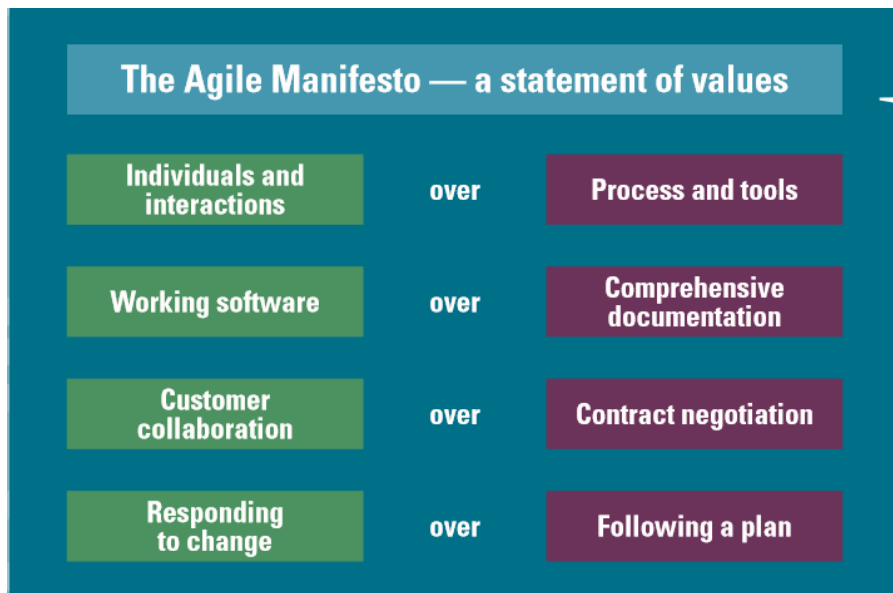 The Agile Manifesto — a statement of values
Individuals and
interactions
over
Process and tools
Working software
over
Comprehensive
documentation
Customer
collaboration
over
Contract negotiation
Responding
to change
over
Following a plan